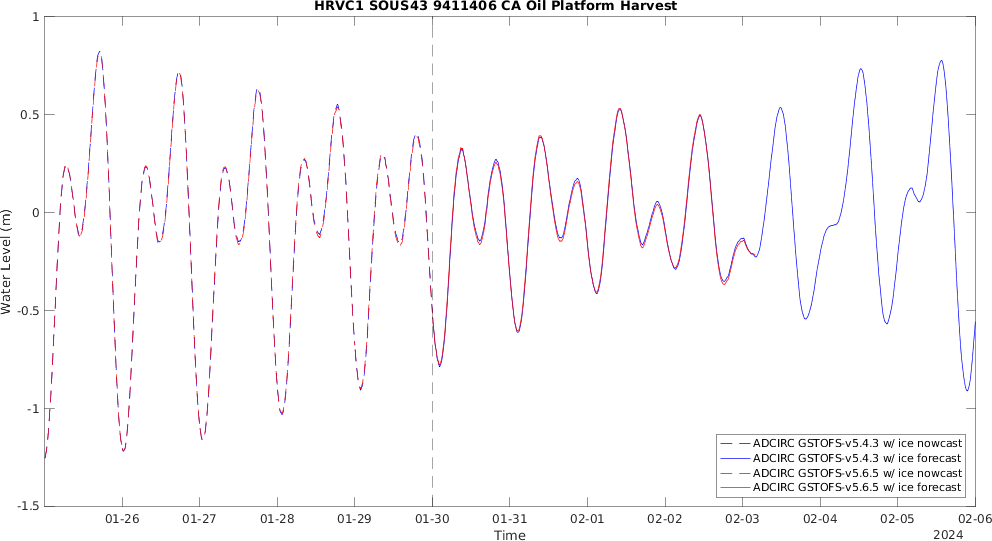 HRVC1 SOUS43 9411406 CA Oil Platform Harvest
1
0.5
0
-0.5
-1
-1.5
Water Level (m)
01-26 01-27 01-28 01-29 01-30 01-31 02-01 02-02 02-03 02-04 02-05 02-06
Time
2024
ADCIRC GSTOFS-v5.4.3 w/ ice nowcast
ADCIRC GSTOFS-v5.4.3 w/ ice forecast
ADCIRC GSTOFS-v5.6.5 w/ ice nowcast
ADCIRC GSTOFS-v5.6.5 w/ ice forecast